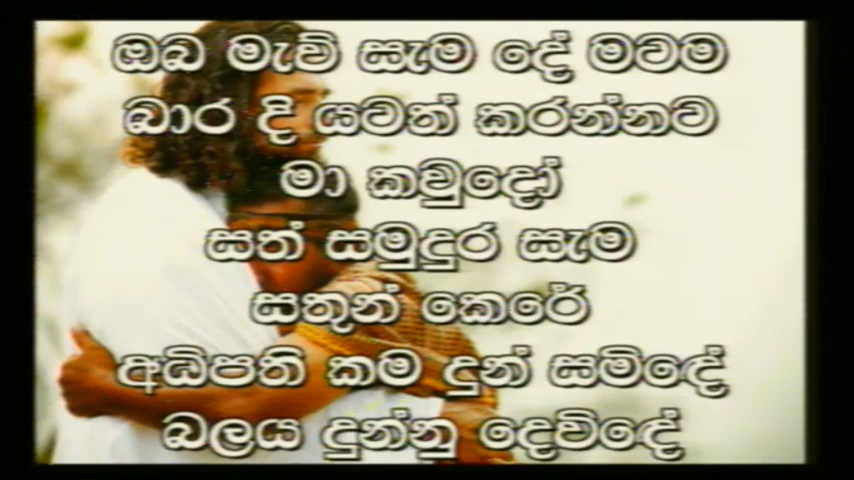 ඔබ මැව් සැම දේ මටම
බාර දි යටත් කරන්නට
මා කවුදෝ
සත් සමුදුර සැම
සතුන් කෙරේ
අධිපති කම දුන් සමිඳේ
බලය දුන්නු දෙවිඳේ